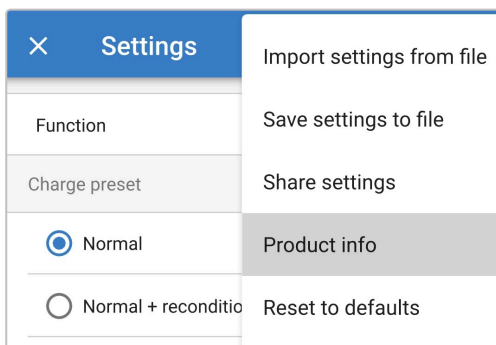 Settings
Function
Charge preset
Normal
Normal + reconditio
Import settings from file
Save settings to file
Share settings
Product info
Reset to defaults